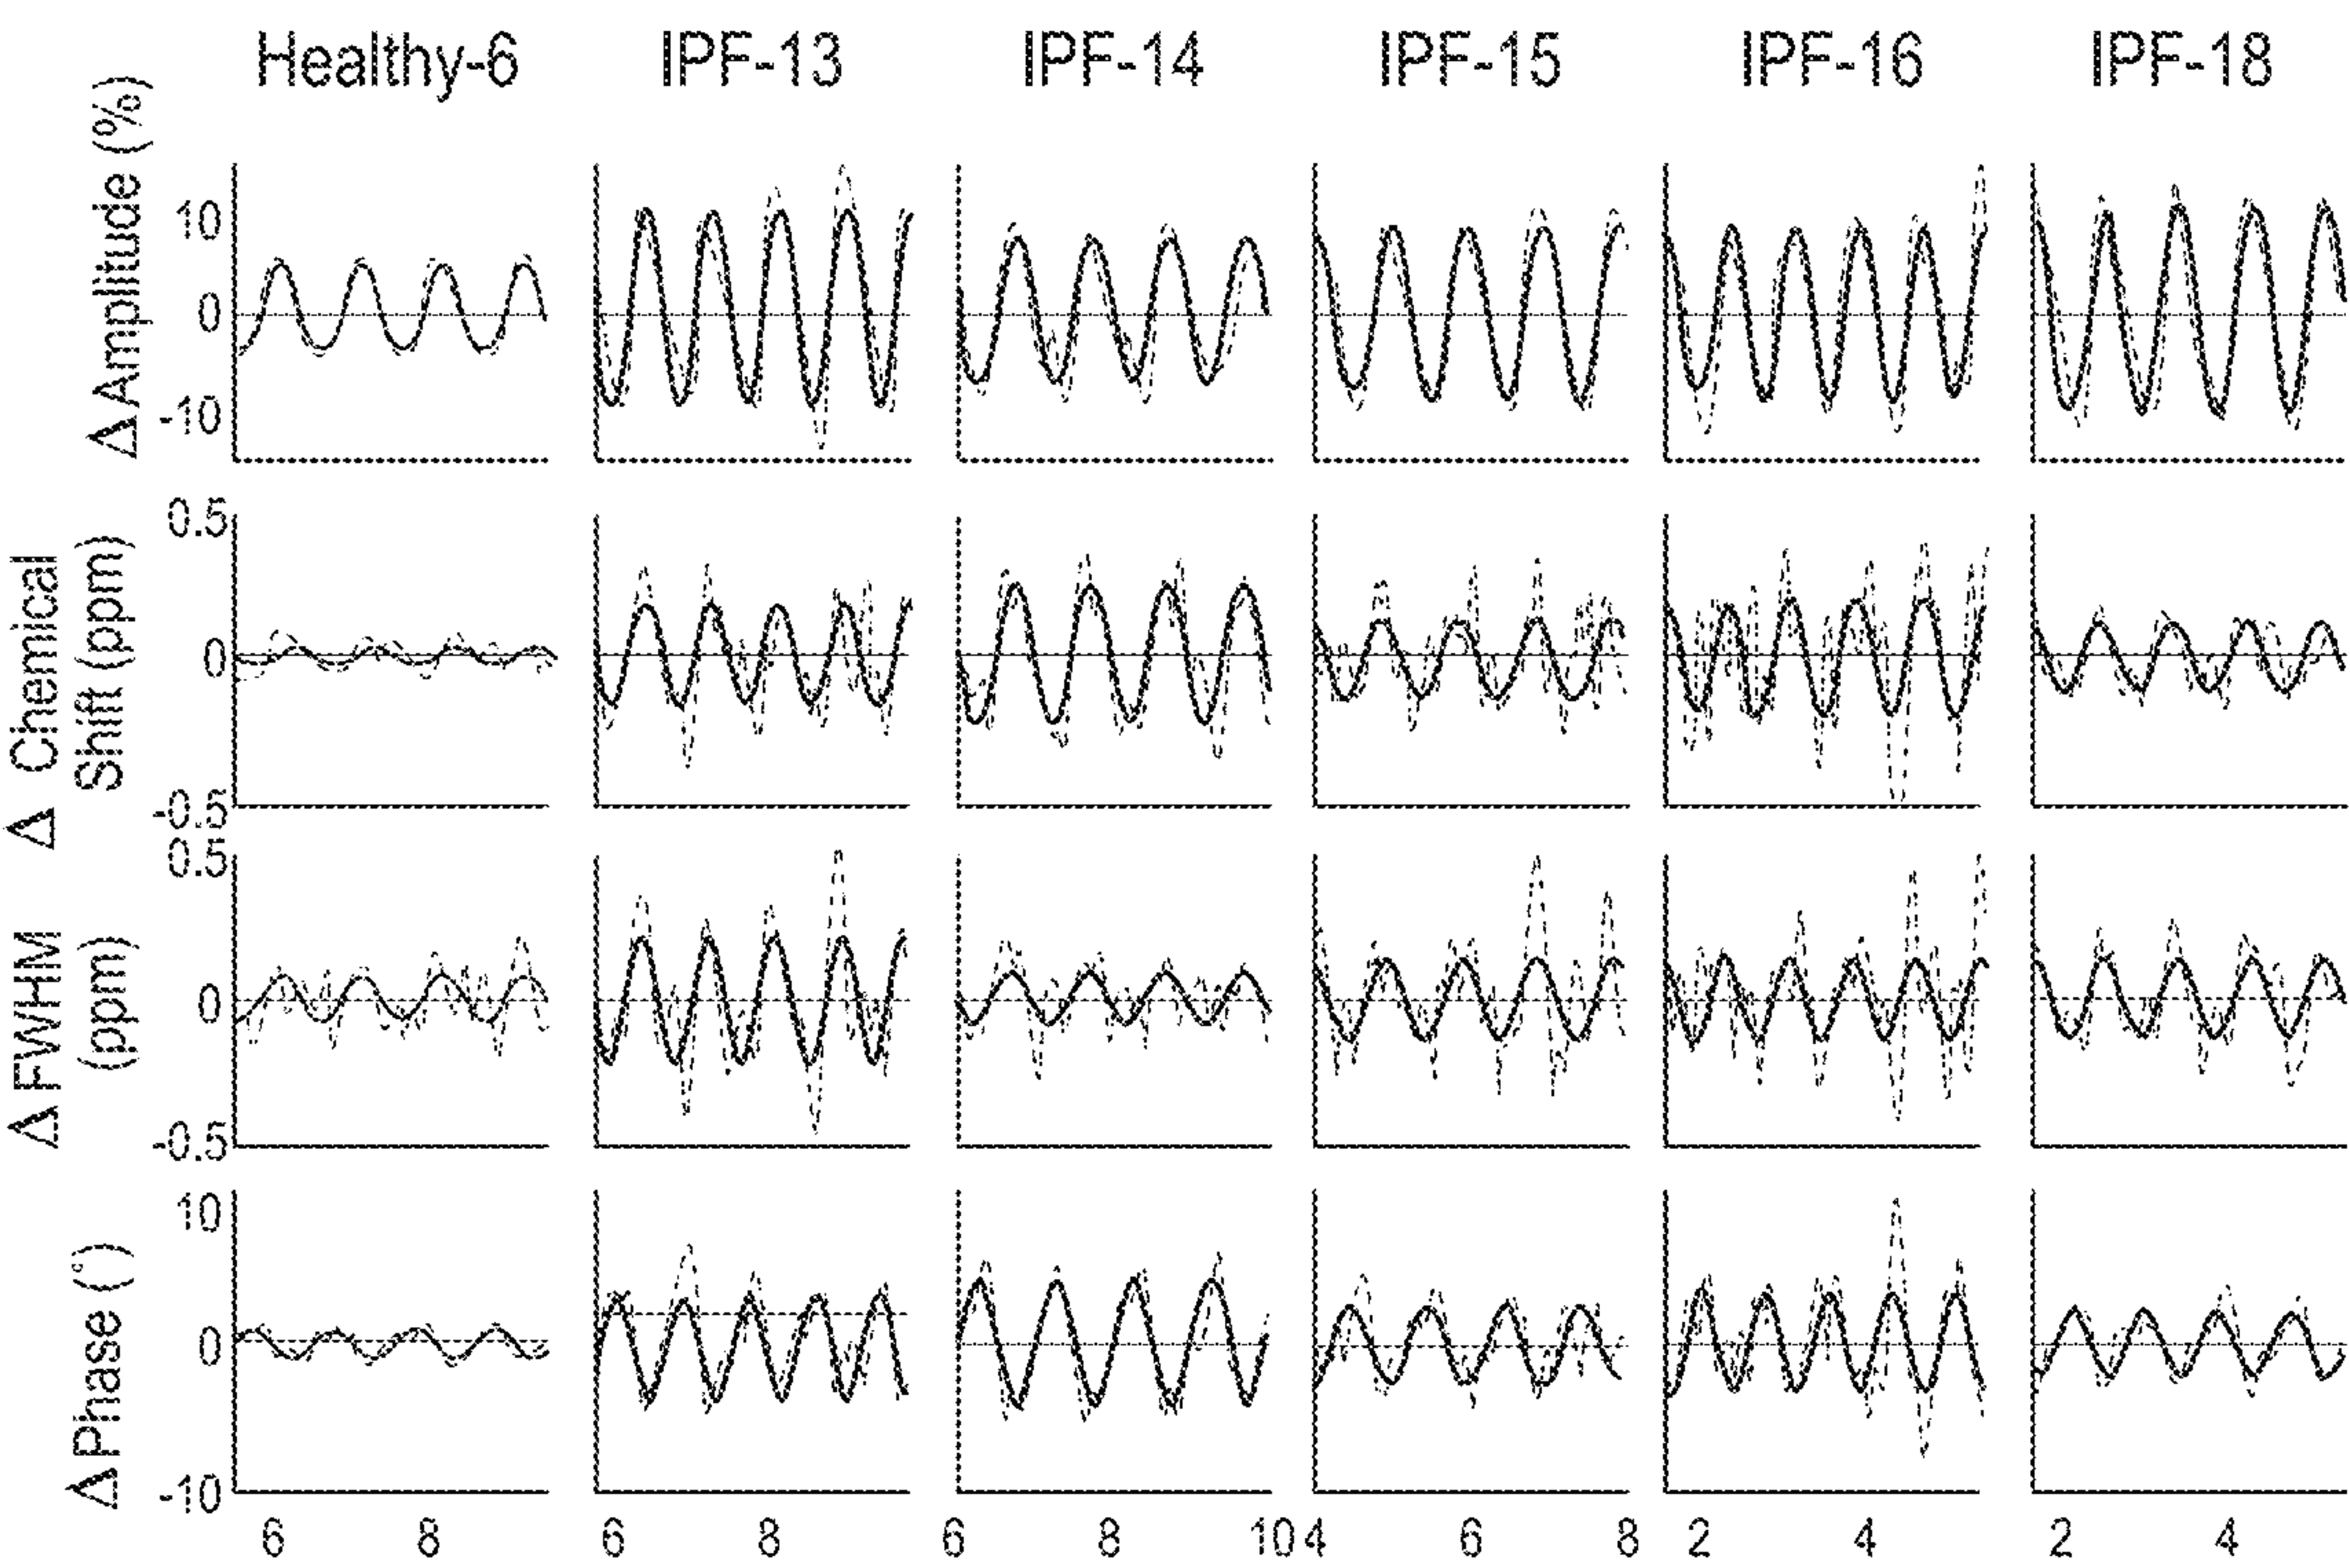 Healthy-6 IPF-13 IPF-14 IPF-15 IPF-16 IPF-18
Δ Amplitude (%)
10
0
-10
Δ Chemical
Shift (ppm)
0.5
0
-0.5
Δ FWHM
(ppm)
0.5
0
-0.5
Δ Phase (°)
10
0
-10
6 8 6 8 6 8 10 4 6 8 2 4 2 4